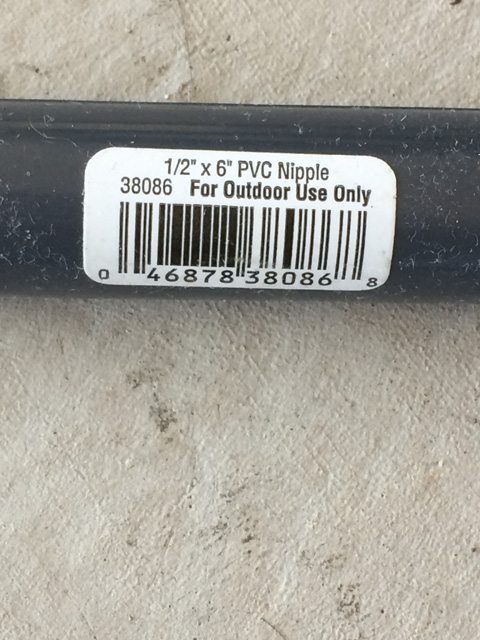 1/2" x 6" PVC Nipple
38086 For Outdoor Use Only
0 46878 38086 8